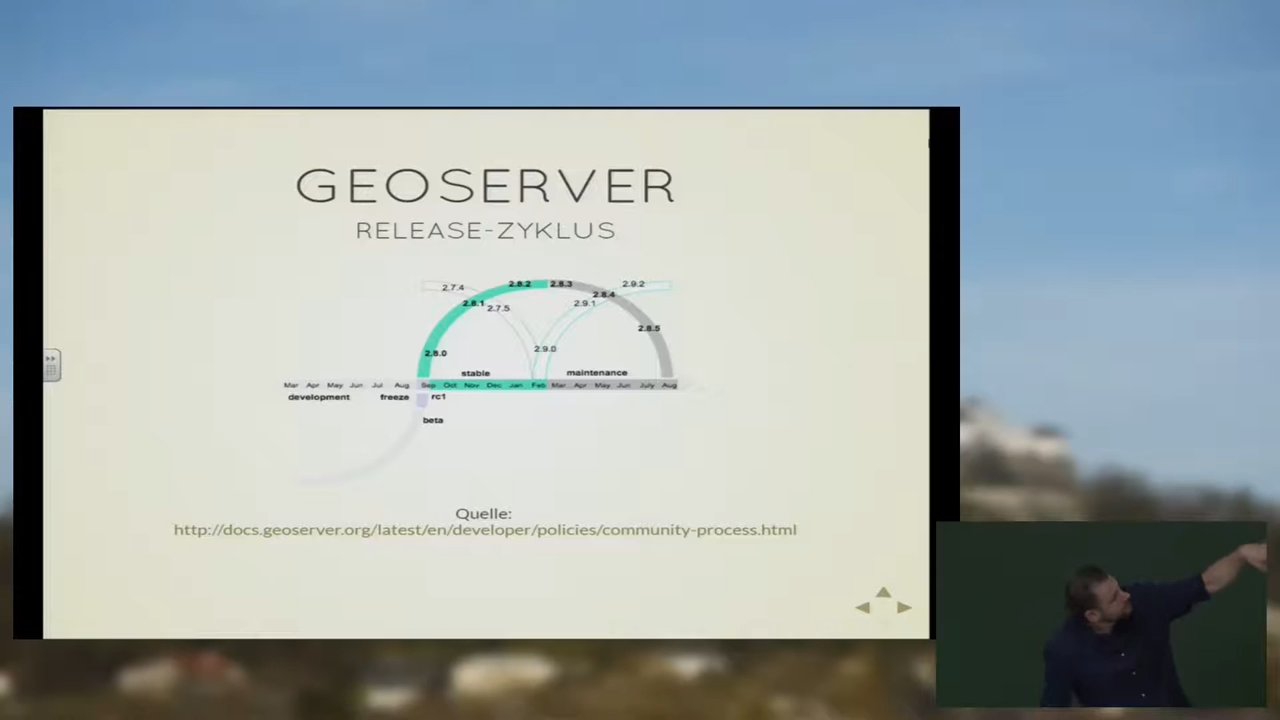 GEOSERVER
RELEASE-ZYKLUS
2.7.4 2.8.2 2.8.3 2.9.2
2.8.1 2.7.5 2.9.1 2.8.4
2.8.5
2.8.0 2.9.0
stable maintenance
Mar Apr May Jun Jul Aug Sep Oct Nov Dec Jan Feb Mar Apr May Jun July Aug
development freeze rc1
beta
Quelle:
http://docs.geoserver.org/latest/en/developer/policies/community-process.html